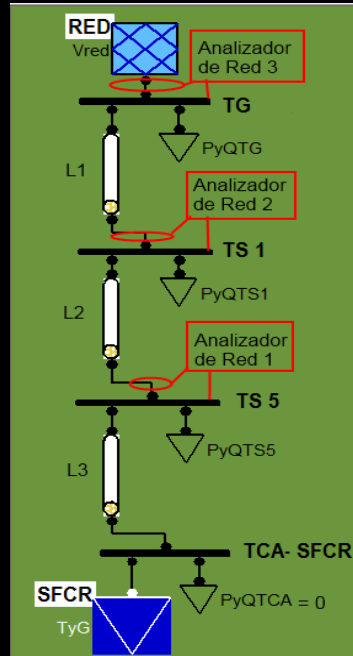 RED
Vred
Analizador
de Red 3
TG
PyQTG
L1
Analizador
de Red 2
TS 1
PyQTS1
L2
Analizador
de Red 1
TS 5
PyQTS5
L3
TCA- SFCR
SFCR
PyQTCA = 0
TyG